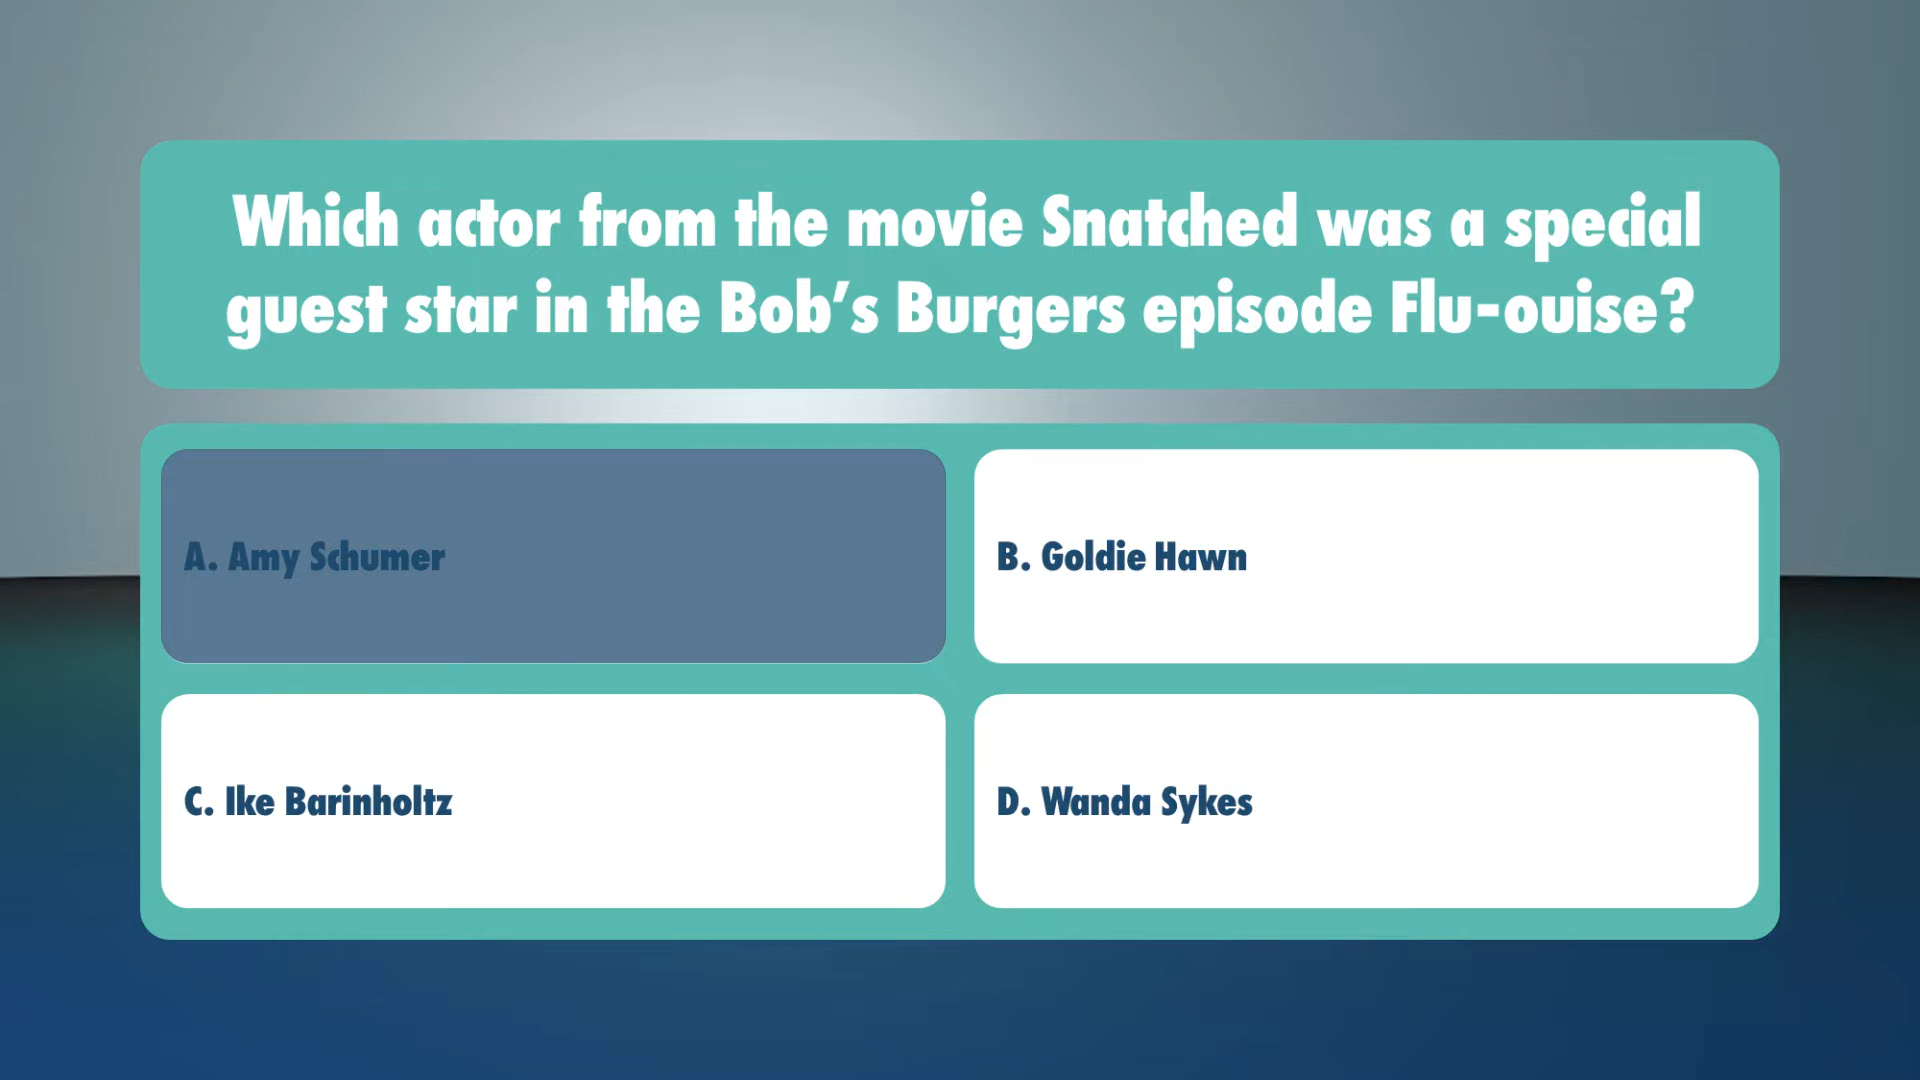 Which actor from the movie Snatched was a special
guest star in the Bob's Burgers episode Flu-ouise?
A. Amy Schumer
B. Goldie Hawn
C. Ike Barinholtz
D. Wanda Sykes